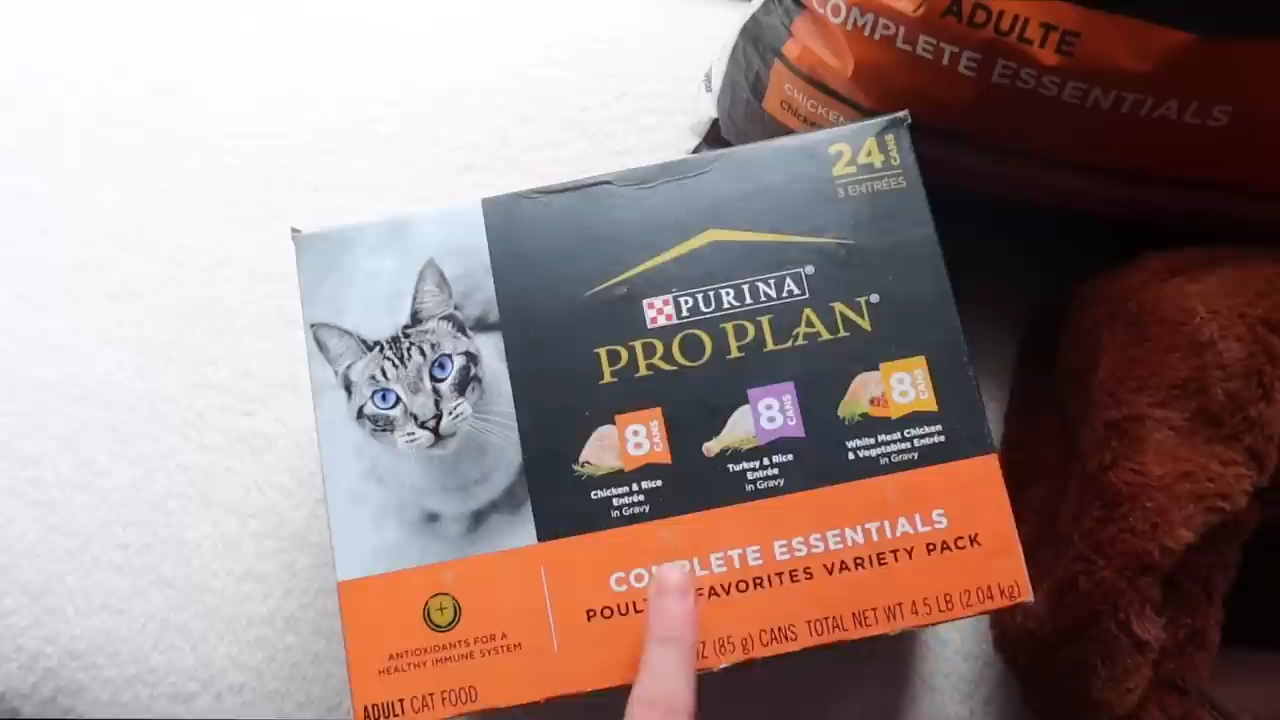 ADULTE
COMPLETE ESSENTIALS
CHICKEN
24 CANS
3 ENTRÉES
PURINA®
PRO PLAN®
8 CANS
Chicken & Rice
Entrée
in Gravy
8 CANS
Turkey & Rice
Entrée
in Gravy
8 CANS
White Meat Chicken
& Vegetables Entrée
in Gravy
COMPLETE ESSENTIALS
FAVORITES VARIETY PACK
(85 g) CANS TOTAL NET WT 4.5 LB (2.04 kg)
ANTIOXIDANTS FOR A
HEALTHY IMMUNE SYSTEM
ADULT CAT FOOD